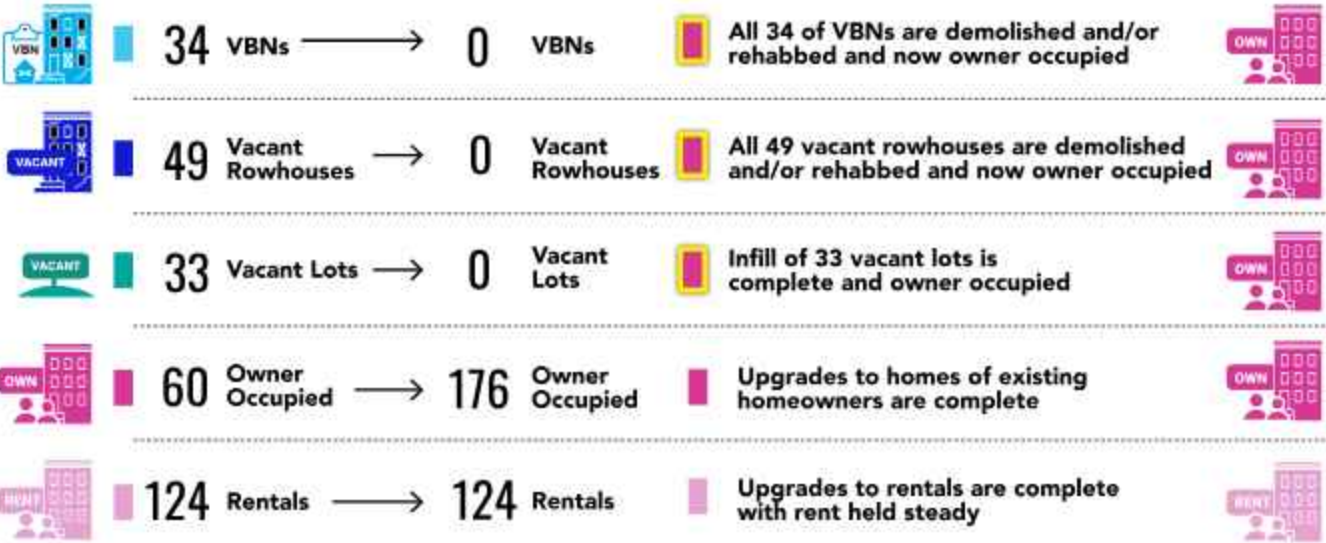 VBN
34 VBNs → 0 VBNs
All 34 of VBNs are demolished and/or
rehabbed and now owner occupied
OWN
VACANT
49 Vacant
Rowhouses → 0 Vacant
Rowhouses
All 49 vacant rowhouses are demolished
and/or rehabbed and now owner occupied
OWN
VACANT
33 Vacant Lots → 0 Vacant
Lots
Infill of 33 vacant lots is
complete and owner occupied
OWN
OWN
60 Owner
Occupied → 176 Owner
Occupied
Upgrades to homes of existing
homeowners are complete
OWN
RENT
124 Rentals → 124 Rentals
Upgrades to rentals are complete
with rent held steady
RENT